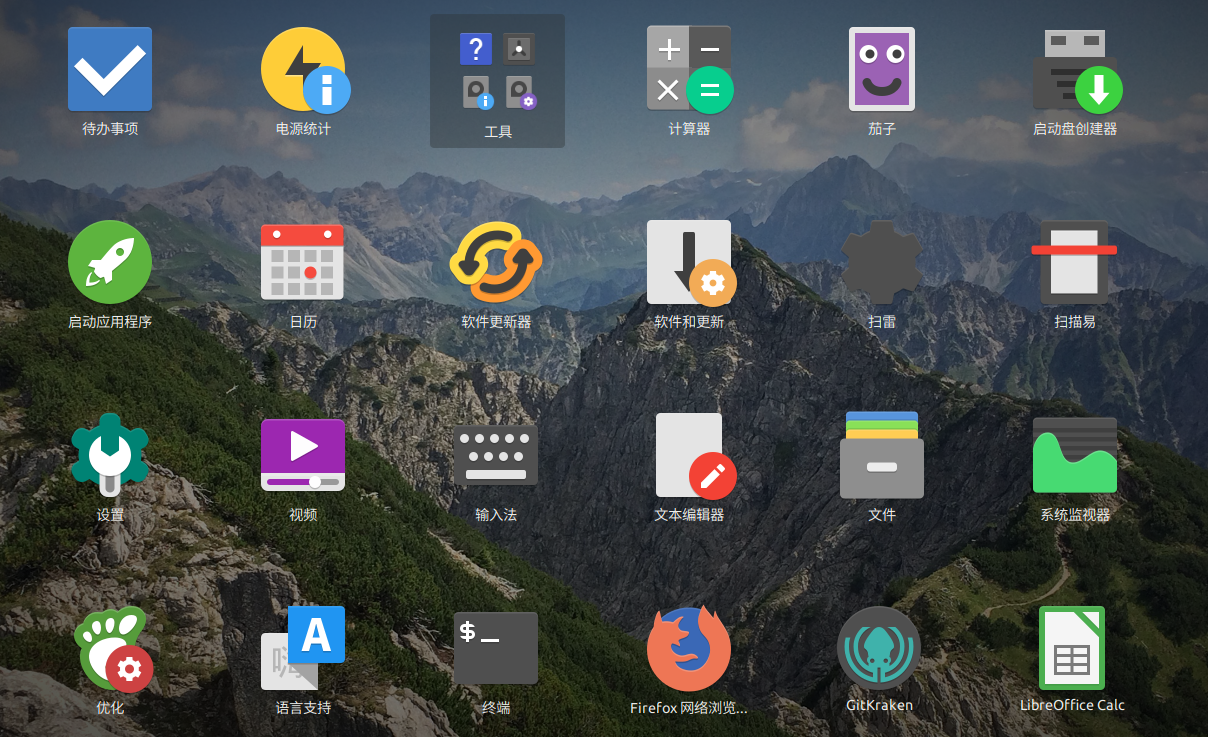 待办事项
电源统计
?
工具
计算器
茄子
启动盘创建器
启动应用程序
日历
软件更新器
软件和更新
扫雷
扫描易
设置
视频
输入法
文本编辑器
文件
系统监视器
优化
嗨 A
语言支持
$_
终端
Firefox 网络浏览...
GitKraken
LibreOffice Calc